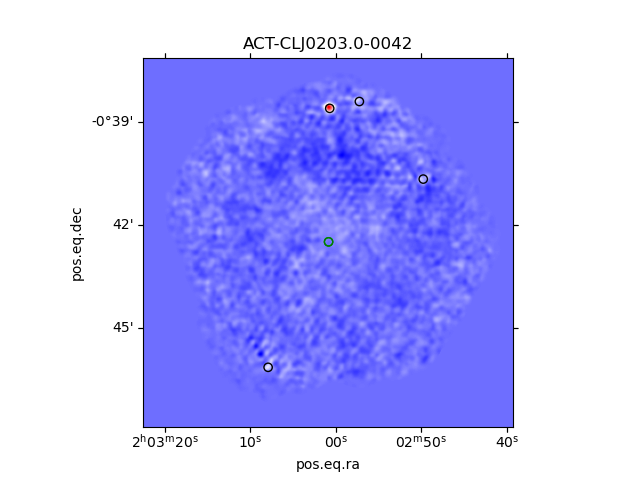 ACT-CLJ0203.0-0042
-0°39'
42'
45'
pos.eq.dec
2ʰ03ᵐ20ˢ 10ˢ 00ˢ 02ᵐ50ˢ 40ˢ
pos.eq.ra